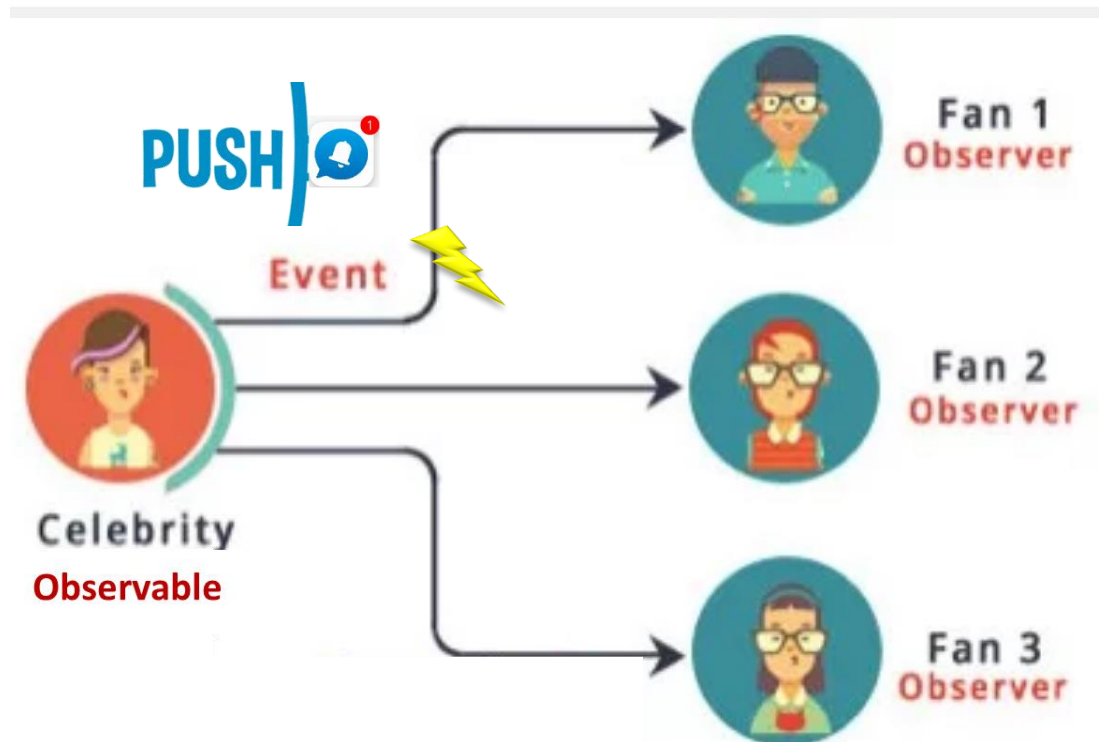 PUSH
1
Fan 1
Observer
Event
Fan 2
Observer
Celebrity
Observable
Fan 3
Observer